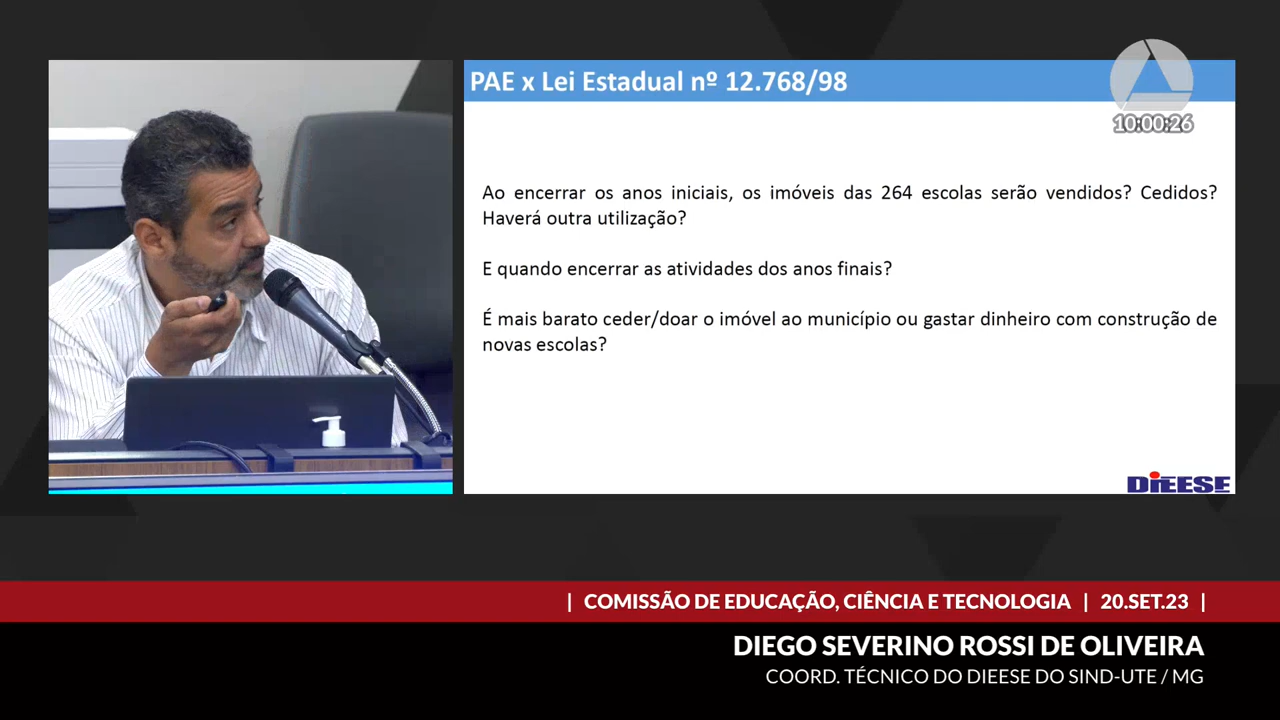 PAE x Lei Estadual nº 12.768/98
10:00:26
Ao encerrar os anos iniciais, os imóveis das 264 escolas serão vendidos? Cedidos?
Haverá outra utilização?
E quando encerrar as atividades dos anos finais?
É mais barato ceder/doar o imóvel ao município ou gastar dinheiro com construção de
novas escolas?
DIEESE
| COMISSÃO DE EDUCAÇÃO, CIÊNCIA E TECNOLOGIA | 20.SET.23 |
DIEGO SEVERINO ROSSI DE OLIVEIRA
COORD. TÉCNICO DO DIEESE DO SIND-UTE / MG